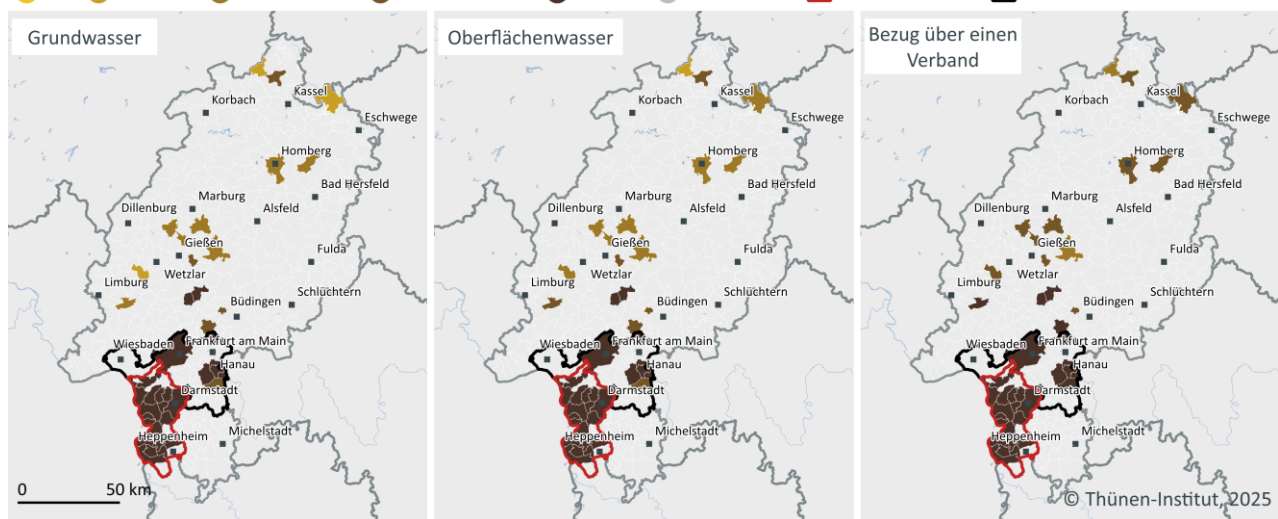 Grundwasser
Kassel
Korbach
Eschwege
Homberg
Bad Hersfeld
Marburg
Dillenburg
Alsfeld
Gießen
Fulda
Wetzlar
Limburg
Schlüchtern
Büdingen
Wiesbaden
Frankfurt am Main
Hanau
Darmstadt
Heppenheim
Michelstadt
0 50 km
Oberflächenwasser
Kassel
Korbach
Eschwege
Homberg
Bad Hersfeld
Marburg
Dillenburg
Alsfeld
Gießen
Fulda
Wetzlar
Limburg
Schlüchtern
Büdingen
Wiesbaden
Frankfurt am Main
Hanau
Darmstadt
Heppenheim
Michelstadt
Bezug über einen
Verband
Kassel
Korbach
Eschwege
Homberg
Bad Hersfeld
Marburg
Dillenburg
Alsfeld
Gießen
Fulda
Wetzlar
Limburg
Schlüchtern
Büdingen
Wiesbaden
Frankfurt am Main
Hanau
Darmstadt
Heppenheim
Michelstadt
© Thünen-Institut, 2025